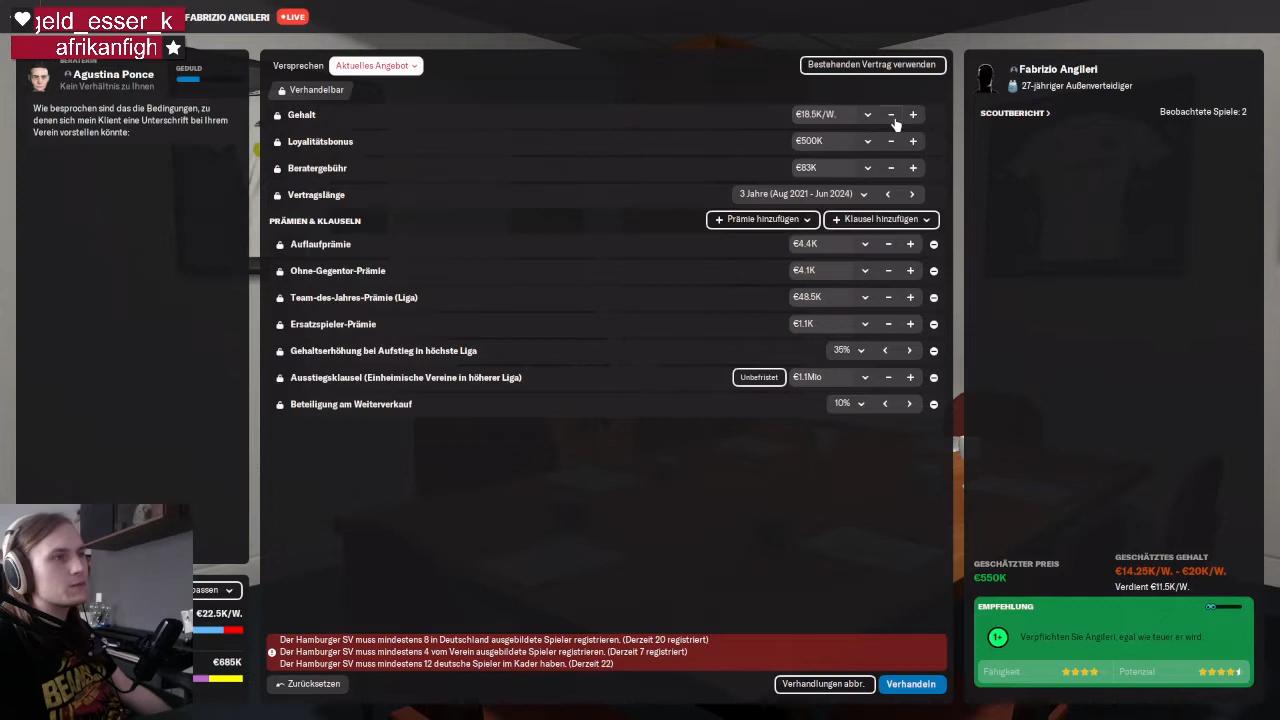 geld_esser_k
afrikanfigh
FABRIZIO ANGILERI
LIVE
BERATERIN
Agustina Ponce
Kein Verhältnis zu Ihnen
GEDULD
Wie besprochen sind das die Bedingungen, zu
denen sich mein Klient eine Unterschrift bei Ihrem
Verein vorstellen könnte:
Versprechen
Aktuelles Angebot
Bestehenden Vertrag verwenden
Verhandelbar
Gehalt
€18.5K/W.
Loyalitätsbonus
€500K
Beratergebühr
€83K
Vertragslänge
3 Jahre (Aug 2021 - Jun 2024)
PRÄMIEN & KLAUSELN
+ Prämie hinzufügen
+ Klausel hinzufügen
Auflaufprämie
€4.4K
Ohne-Gegentor-Prämie
€4.1K
Team-des-Jahres-Prämie (Liga)
€48.5K
Ersatzspieler-Prämie
€1.1K
Gehaltserhöhung bei Aufstieg in höchste Liga
35%
Ausstiegsklausel (Einheimische Vereine in höherer Liga)
Unbefristet
€1.1Mio
Beteiligung am Weiterverkauf
10%
Fabrizio Angileri
27-jähriger Außenverteidiger
SCOUTBERICHT >
Beobachtete Spiele: 2
GESCHÄTZTER PREIS
€550K
GESCHÄTZTES GEHALT
€14.25K/W. - €20K/W.
Verdient €11.5K/W.
EMPFEHLUNG
1+
Verpflichten Sie Angileri, egal wie teuer er wird.
Fähigkeit
Potenzial
passen
€22.5K/W.
€685K
Der Hamburger SV muss mindestens 8 in Deutschland ausgebildete Spieler registrieren. (Derzeit 20 registriert)
Der Hamburger SV muss mindestens 4 vom Verein ausgebildete Spieler registrieren. (Derzeit 7 registriert)
Der Hamburger SV muss mindestens 12 deutsche Spieler im Kader haben. (Derzeit 22)
Zurücksetzen
Verhandlungen abbr.
Verhandeln